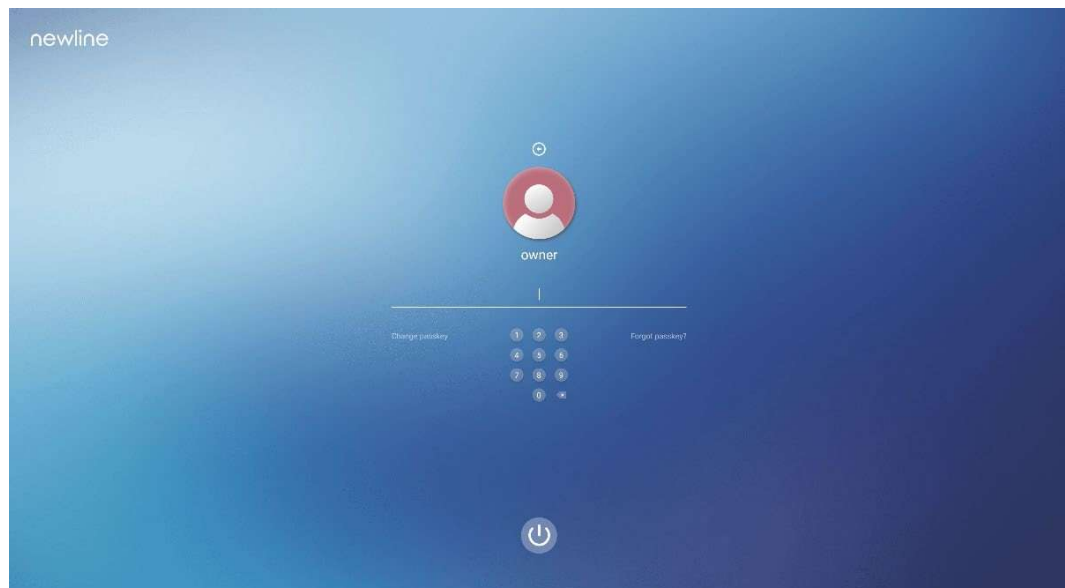 newline
owner
Change passkey
1 2 3
Forgot passkey?
4 5 6
7 8 9
0